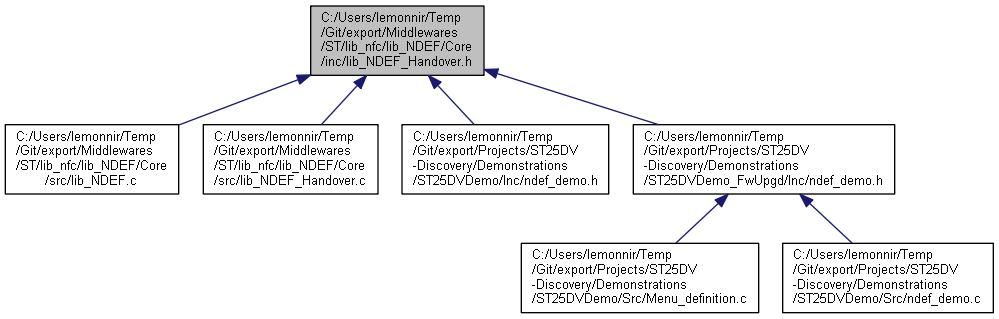 C:/Users/lemonnir/Temp
/Git/export/Middlewares
/ST/lib_nfc/lib_NDEF/Core
/inc/lib_NDEF_Handover.h
C:/Users/lemonnir/Temp
/Git/export/Middlewares
/ST/lib_nfc/lib_NDEF/Core
/src/lib_NDEF.c
C:/Users/lemonnir/Temp
/Git/export/Middlewares
/ST/lib_nfc/lib_NDEF/Core
/src/lib_NDEF_Handover.c
C:/Users/lemonnir/Temp
/Git/export/Projects/ST25DV
-Discovery/Demonstrations
/ST25DVDemo/Inc/ndef_demo.h
C:/Users/lemonnir/Temp
/Git/export/Projects/ST25DV
-Discovery/Demonstrations
/ST25DVDemo_FwUpgd/Inc/ndef_demo.h
C:/Users/lemonnir/Temp
/Git/export/Projects/ST25DV
-Discovery/Demonstrations
/ST25DVDemo/Src/Menu_definition.c
C:/Users/lemonnir/Temp
/Git/export/Projects/ST25DV
-Discovery/Demonstrations
/ST25DVDemo/Src/ndef_demo.c